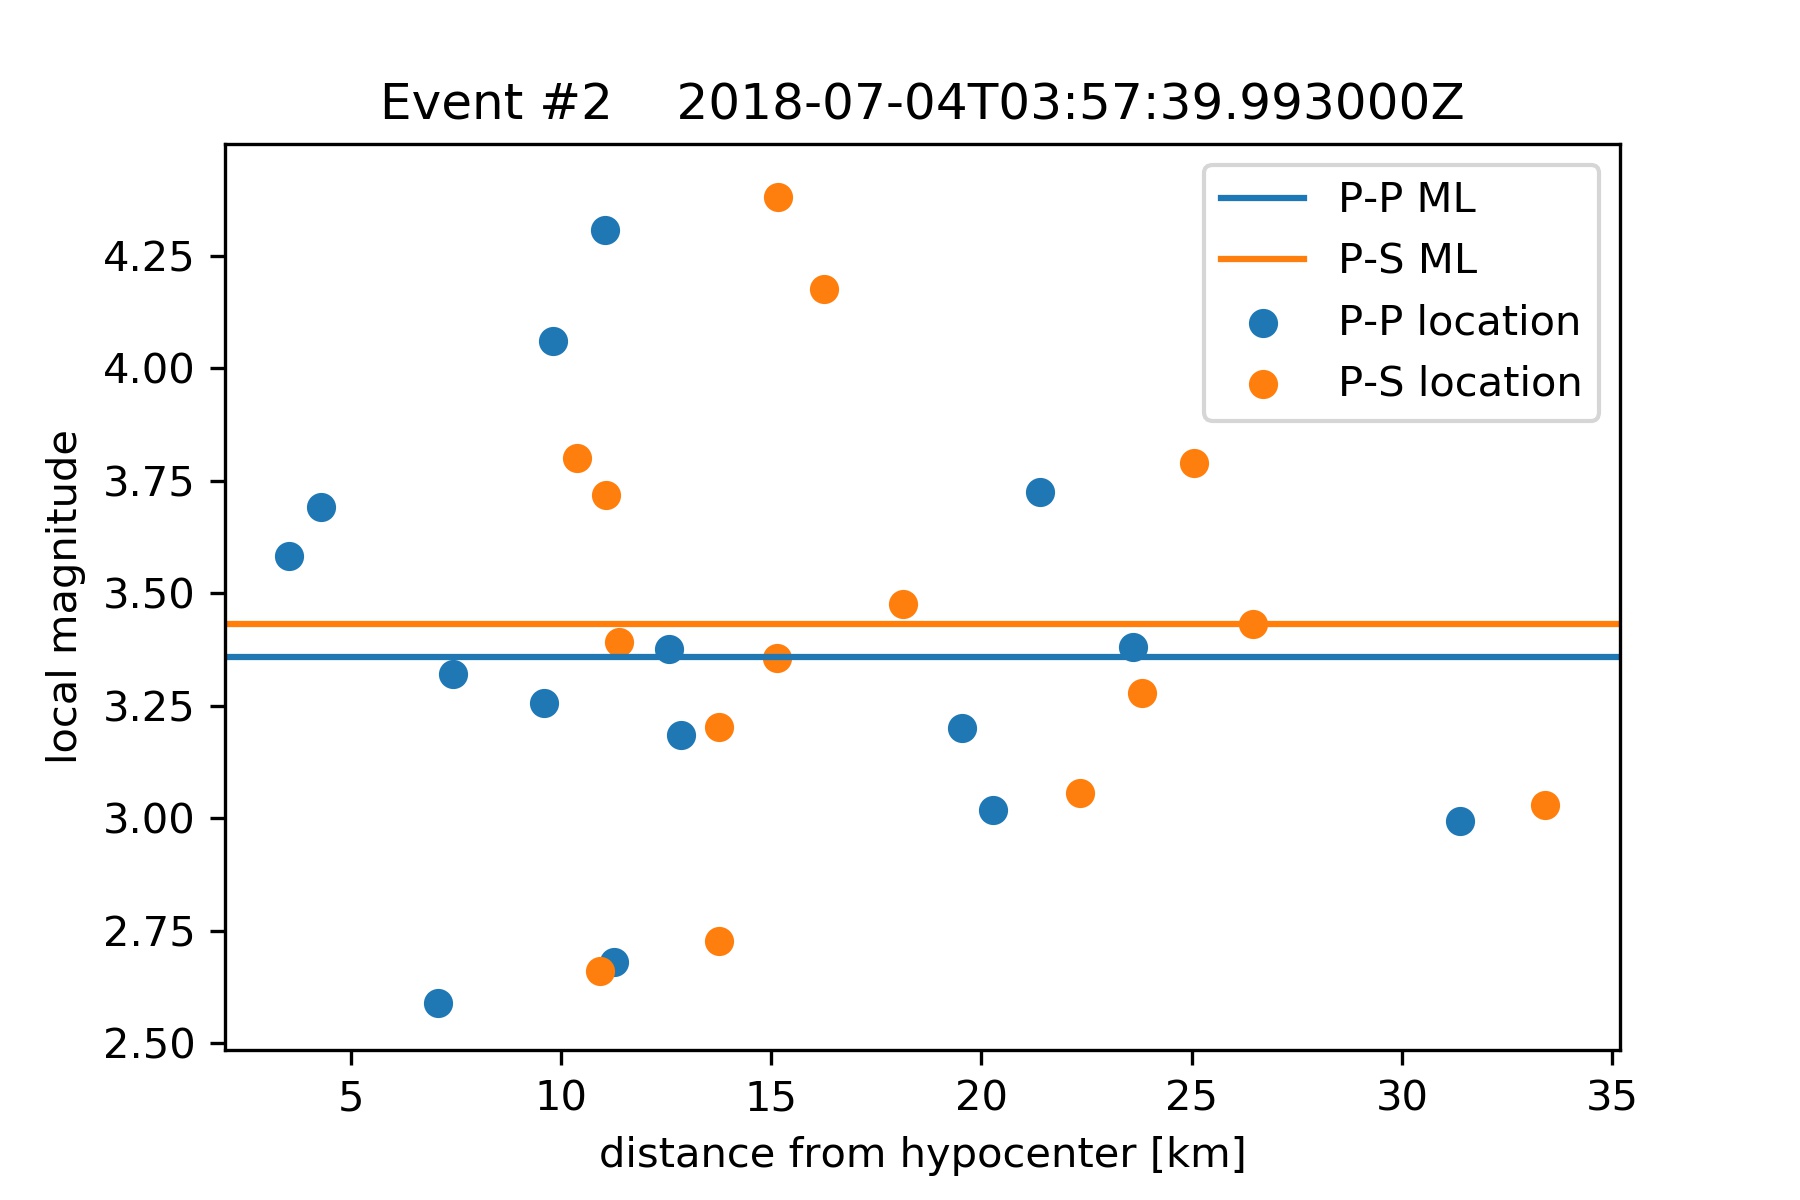 Event #2    2018-07-04T03:57:39.993000Z
P-P ML
P-S ML
P-P location
P-S location
local magnitude
4.25
4.00
3.75
3.50
3.25
3.00
2.75
2.50
5 10 15 20 25 30 35
distance from hypocenter [km]